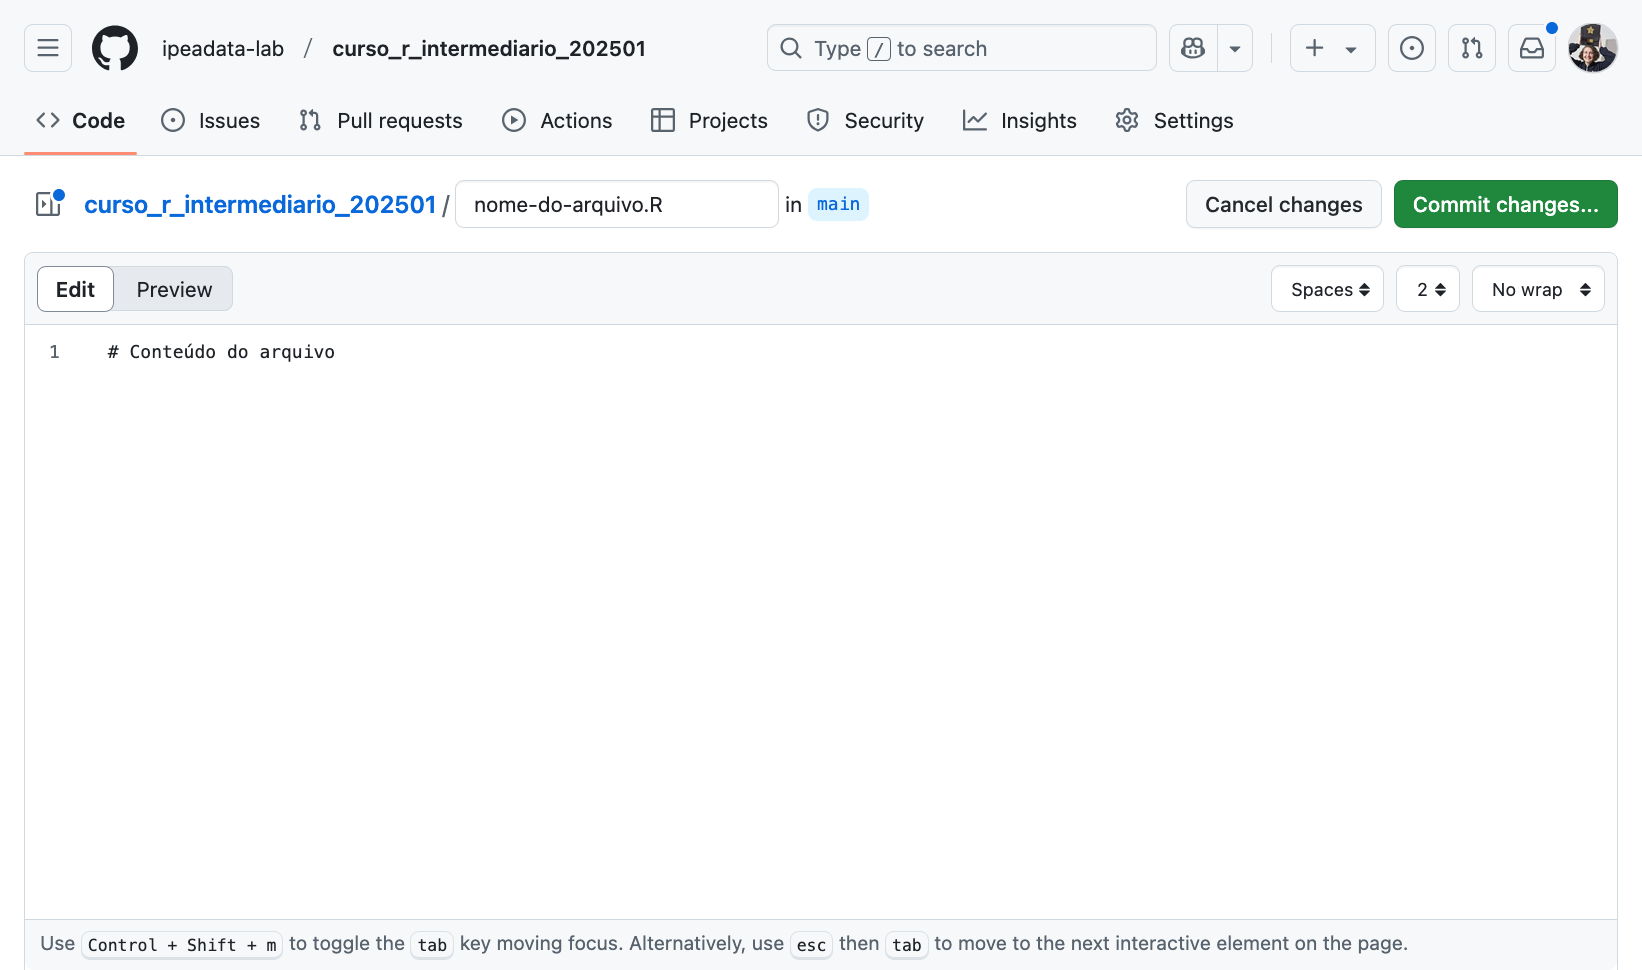 ipeadata-lab / curso_r_intermediario_202501 Type / to search
Code Issues Pull requests Actions Projects Security Insights Settings
curso_r_intermediario_202501 / nome-do-arquivo.R in main Cancel changes Commit changes...
Edit Preview Spaces 2 No wrap
1 # Conteúdo do arquivo
Use Control + Shift + m to toggle the tab key moving focus. Alternatively, use esc then tab to move to the next interactive element on the page.